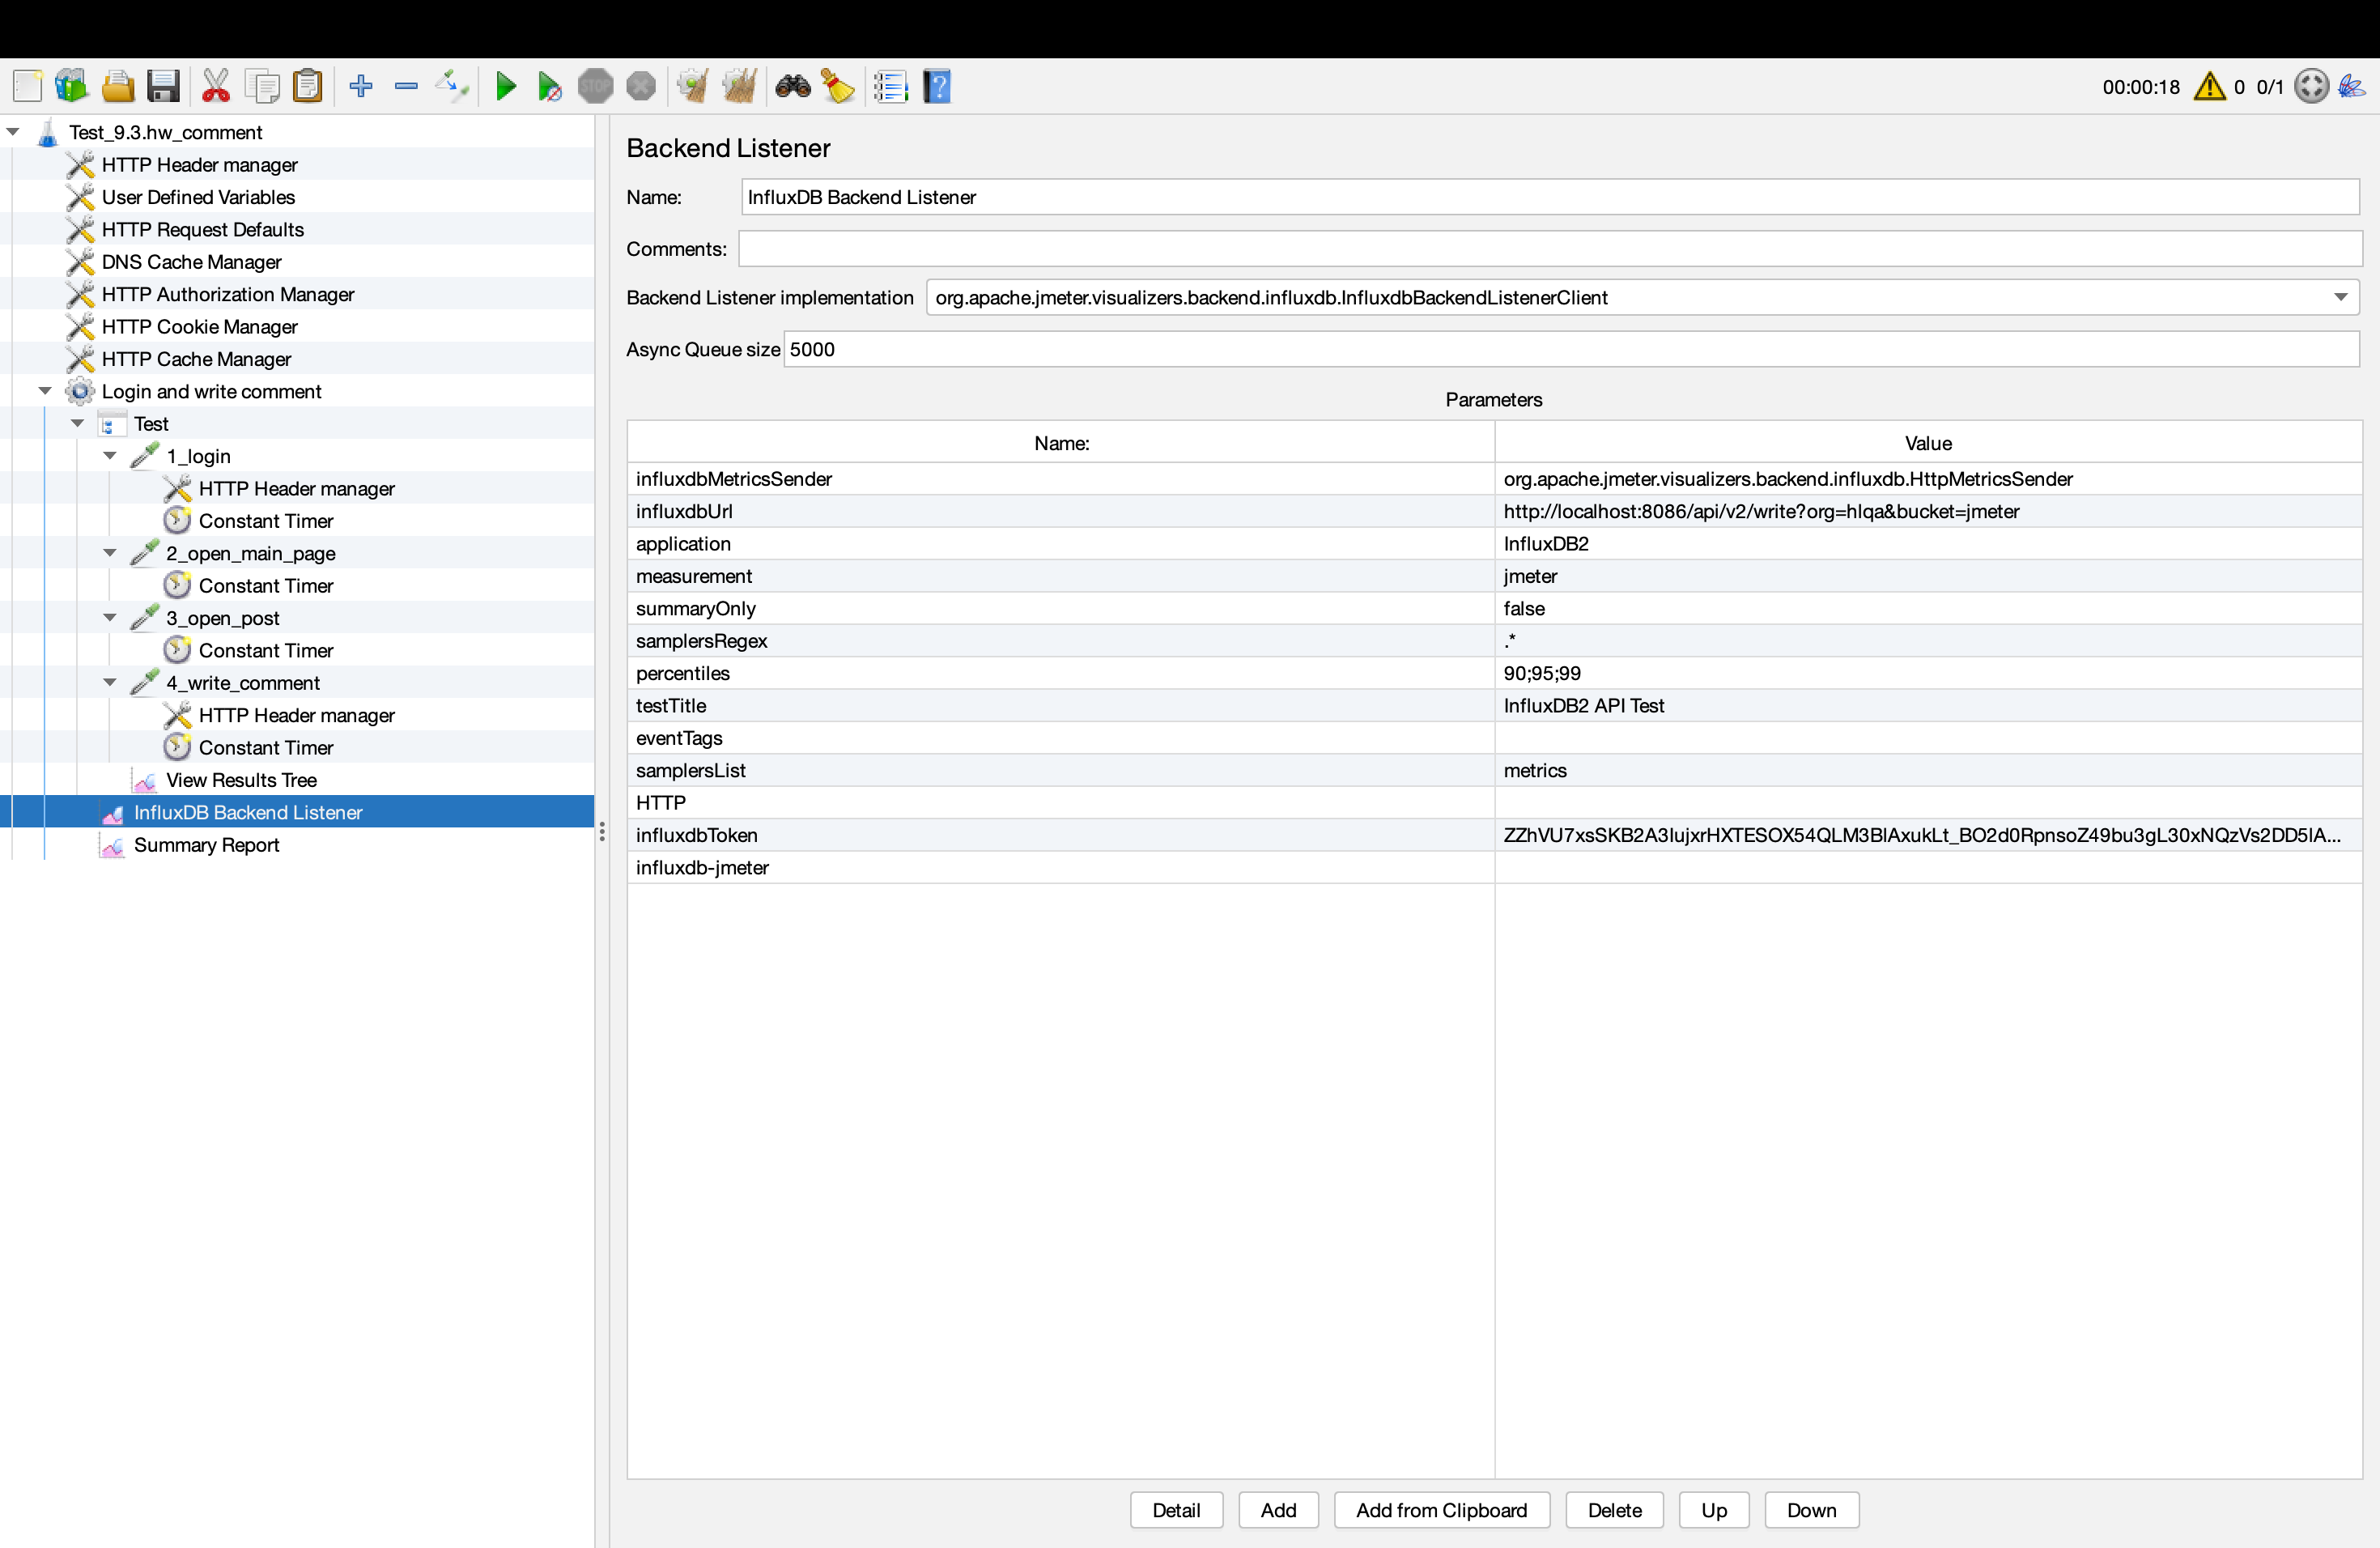 STOP
00:00:18 0 0/1
Test_9.3.hw_comment
HTTP Header manager
User Defined Variables
HTTP Request Defaults
DNS Cache Manager
HTTP Authorization Manager
HTTP Cookie Manager
HTTP Cache Manager
Login and write comment
Test
1_login
HTTP Header manager
Constant Timer
2_open_main_page
Constant Timer
3_open_post
Constant Timer
4_write_comment
HTTP Header manager
Constant Timer
View Results Tree
InfluxDB Backend Listener
Summary Report
Backend Listener
Name: InfluxDB Backend Listener
Comments:
Backend Listener implementation org.apache.jmeter.visualizers.backend.influxdb.InfluxdbBackendListenerClient
Async Queue size 5000
Parameters
Name: Value
influxdbMetricsSender org.apache.jmeter.visualizers.backend.influxdb.HttpMetricsSender
influxdbUrl http://localhost:8086/api/v2/write?org=hlqa&bucket=jmeter
application InfluxDB2
measurement jmeter
summaryOnly false
samplersRegex .*
percentiles 90;95;99
testTitle InfluxDB2 API Test
eventTags
samplersList metrics
HTTP
influxdbToken ZZhVU7xsSKB2A3IujxrHXTESOX54QLM3BlAxukLt_BO2d0RpnsoZ49bu3gL30xNQzVs2DD5IA...
influxdb-jmeter
Detail Add Add from Clipboard Delete Up Down